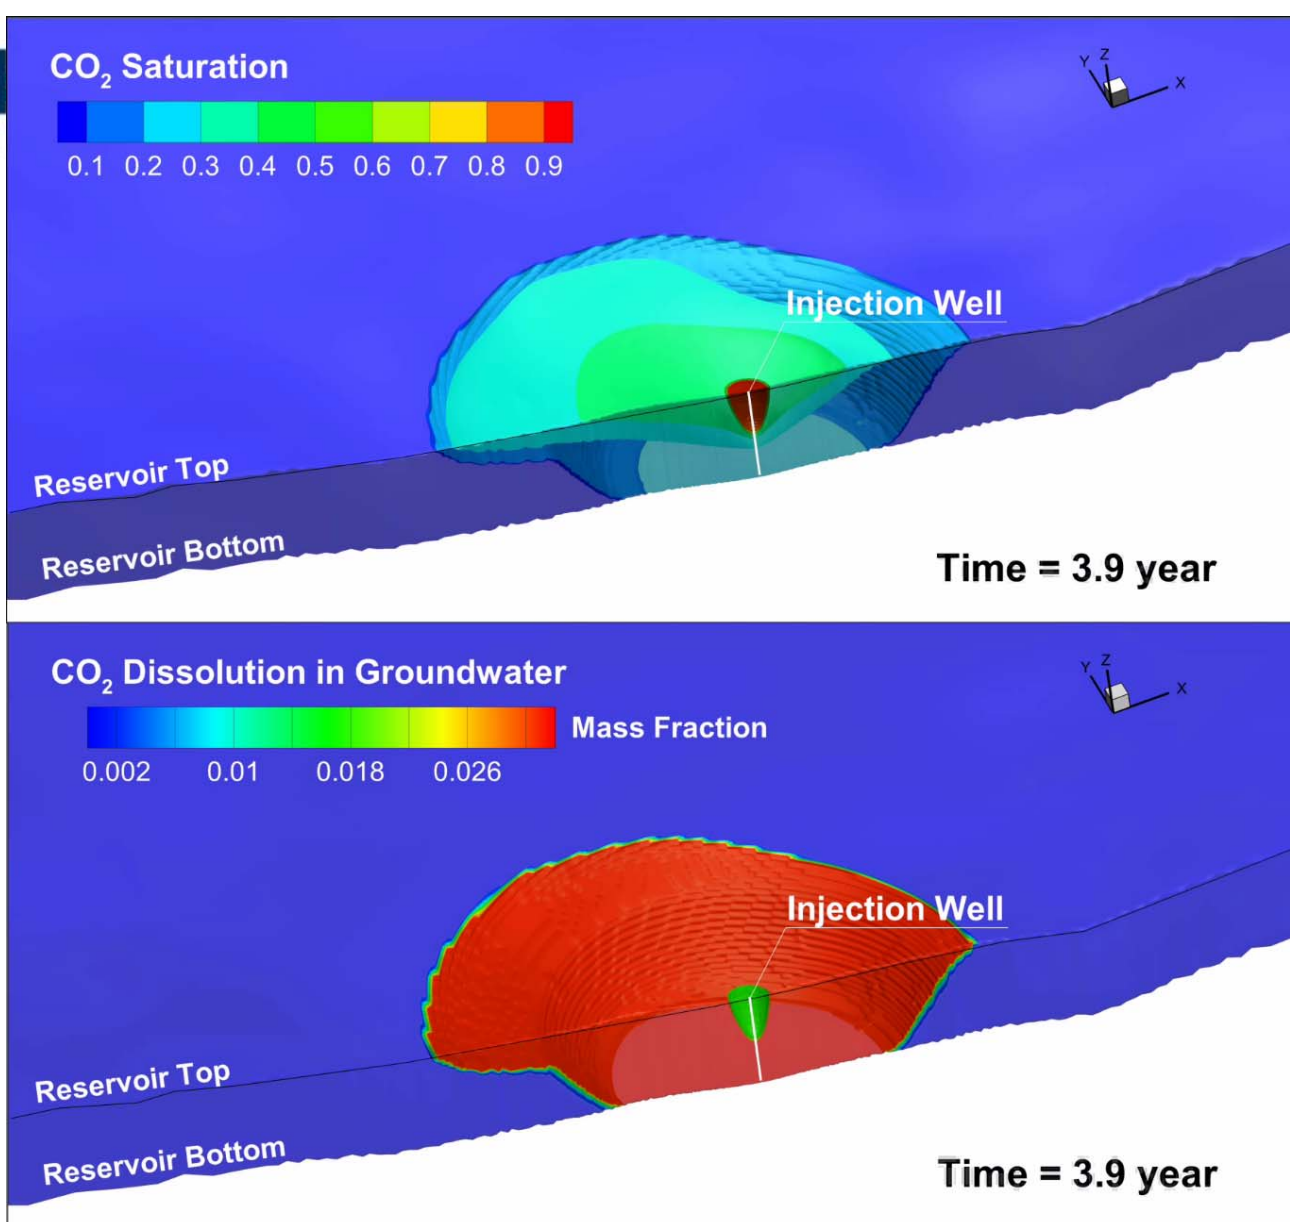 CO₂ Saturation
0.1 0.2 0.3 0.4 0.5 0.6 0.7 0.8 0.9
Y Z X
Injection Well
Reservoir Top
Reservoir Bottom
Time = 3.9 year
CO₂ Dissolution in Groundwater
Mass Fraction
0.002 0.01 0.018 0.026
Y Z X
Injection Well
Reservoir Top
Reservoir Bottom
Time = 3.9 year